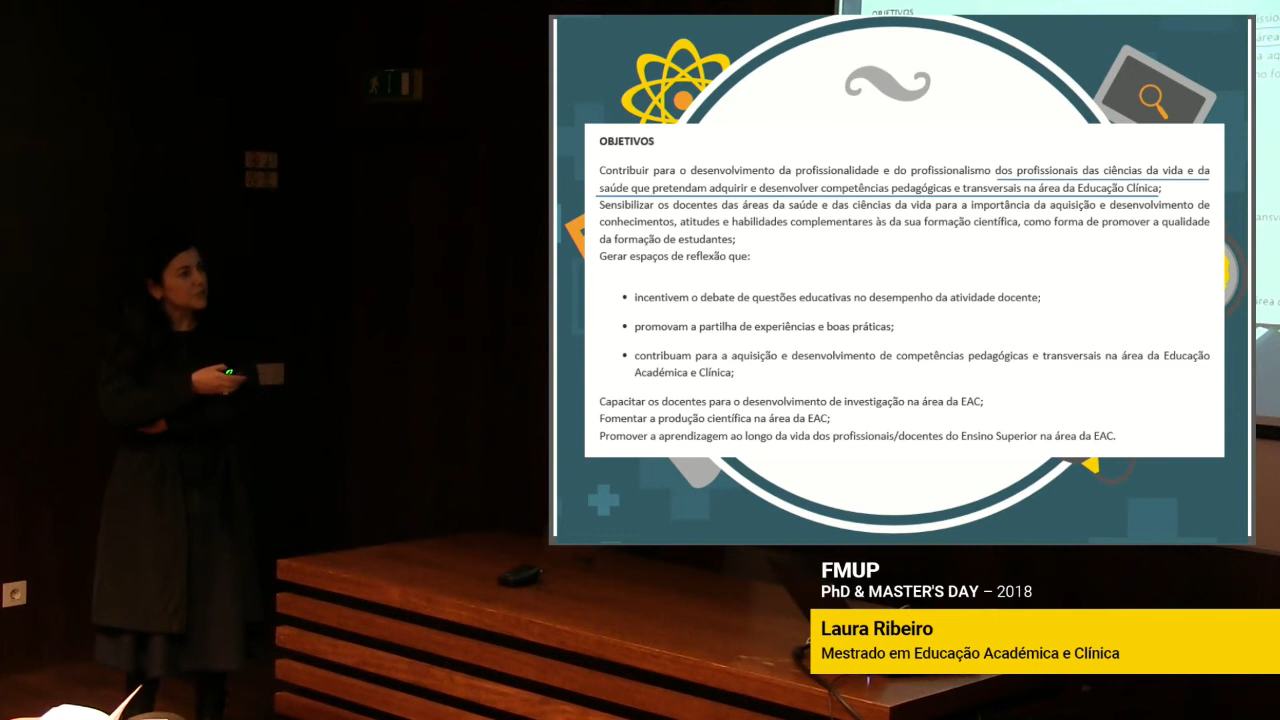 OBJETIVOS
OBJETIVOS
Contribuir para o desenvolvimento da profissionalidade e do profissionalismo dos profissionais das ciências da vida e da
saúde que pretendam adquirir e desenvolver competências pedagógicas e transversais na área da Educação Clínica;
Sensibilizar os docentes das áreas da saúde e das ciências da vida para a importância da aquisição e desenvolvimento de
conhecimentos, atitudes e habilidades complementares às da sua formação científica, como forma de promover a qualidade
da formação de estudantes;
Gerar espaços de reflexão que:
• incentivem o debate de questões educativas no desempenho da atividade docente;
• promovam a partilha de experiências e boas práticas;
• contribuam para a aquisição e desenvolvimento de competências pedagógicas e transversais na área da Educação
Académica e Clínica;
Capacitar os docentes para o desenvolvimento de investigação na área da EAC;
Fomentar a produção científica na área da EAC;
Promover a aprendizagem ao longo da vida dos profissionais/docentes do Ensino Superior na área da EAC.
FMUP
PhD & MASTER'S DAY – 2018
Laura Ribeiro
Mestrado em Educação Académica e Clínica